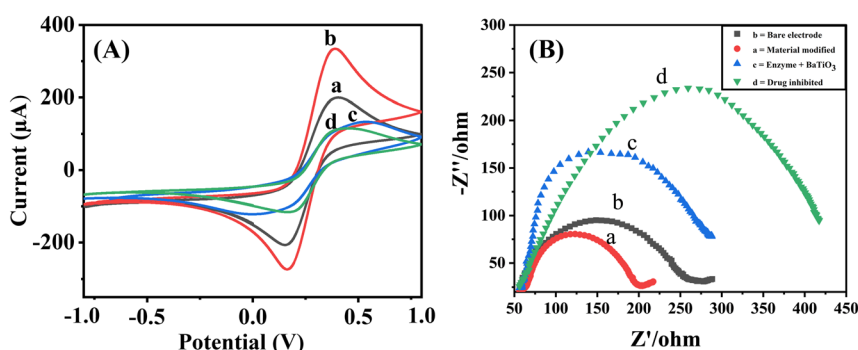 (A)
b
a
c
d
Current (μA)
400
200
0
-200
-1.0
-0.5
0.0
0.5
1.0
Potential (V)
(B)
b = Bare electrode
a = Material modified
c = Enzyme + BaTiO3
d = Drug inhibited
d
c
b
a
-Z''/ohm
300
250
200
150
100
50
50
100
150
200
250
300
350
400
450
Z'/ohm